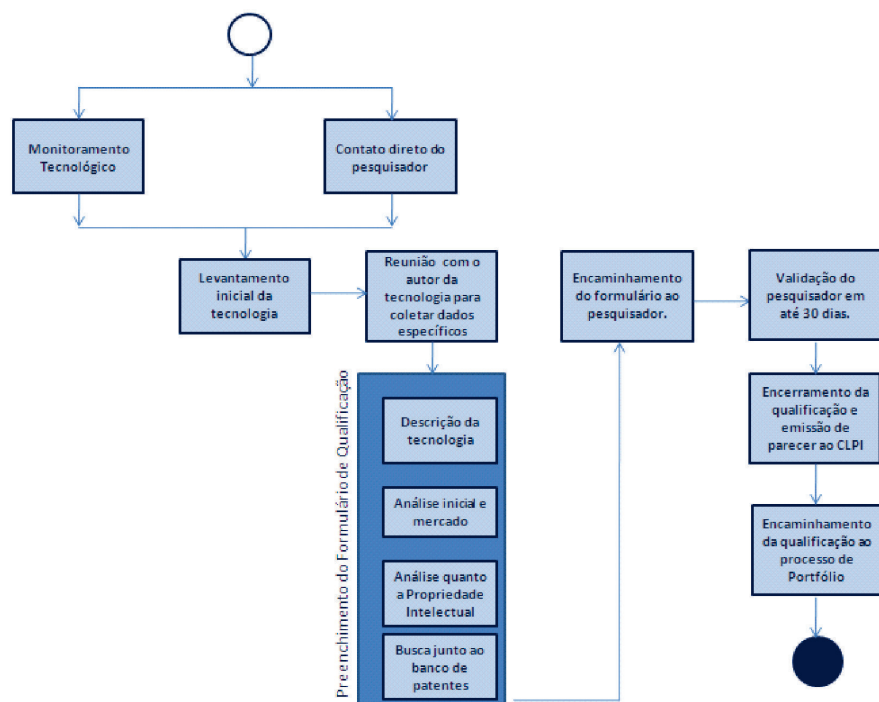 Monitoramento
Tecnológico
Contato direto do
pesquisador
Levantamento
inicial da
tecnologia
Reunião com o
autor da
tecnologia para
coletar dados
específicos
Preenchimento do Formulário de Qualificação
Descrição da
tecnologia
Análise inicial e
mercado
Análise quanto
a Propriedade
Intelectual
Busca junto ao
banco de
patentes
Encaminhamento
do formulário ao
pesquisador.
Validação do
pesquisador em
até 30 dias.
Encerramento da
qualificação e
emissão de
parecer ao CLPI
Encaminhamento
da qualificação ao
processo de
Portfólio